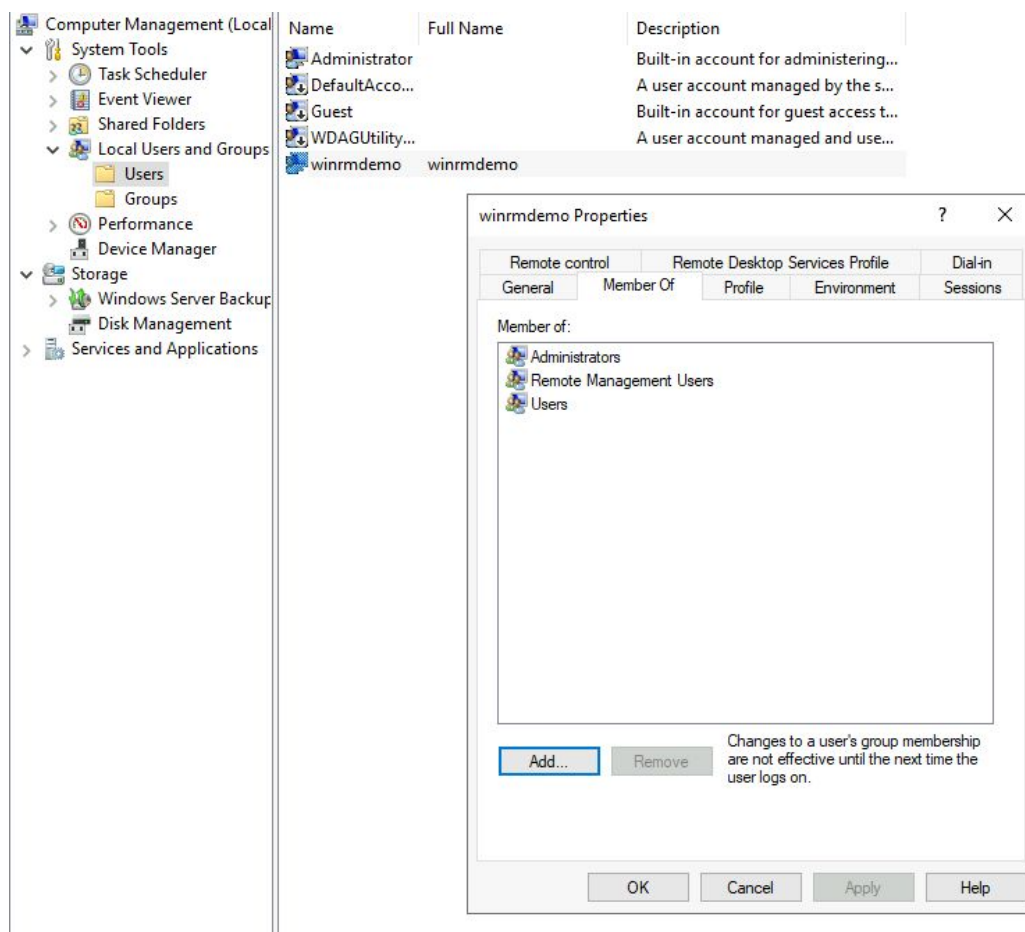 Computer Management (Local
System Tools
Task Scheduler
Event Viewer
Shared Folders
Local Users and Groups
Users
Groups
Performance
Device Manager
Storage
Windows Server Backup
Disk Management
Services and Applications
Name Full Name Description
Administrator Built-in account for administering...
DefaultAcco... A user account managed by the s...
Guest Built-in account for guest access t...
WDAGUtility... A user account managed and use...
winrmdemo winrmdemo
winrmdemo Properties ?
Remote control Remote Desktop Services Profile Dial-in
General Member Of Profile Environment Sessions
Member of:
Administrators
Remote Management Users
Users
Add... Remove
Changes to a user's group membership
are not effective until the next time the
user logs on.
OK Cancel Apply Help